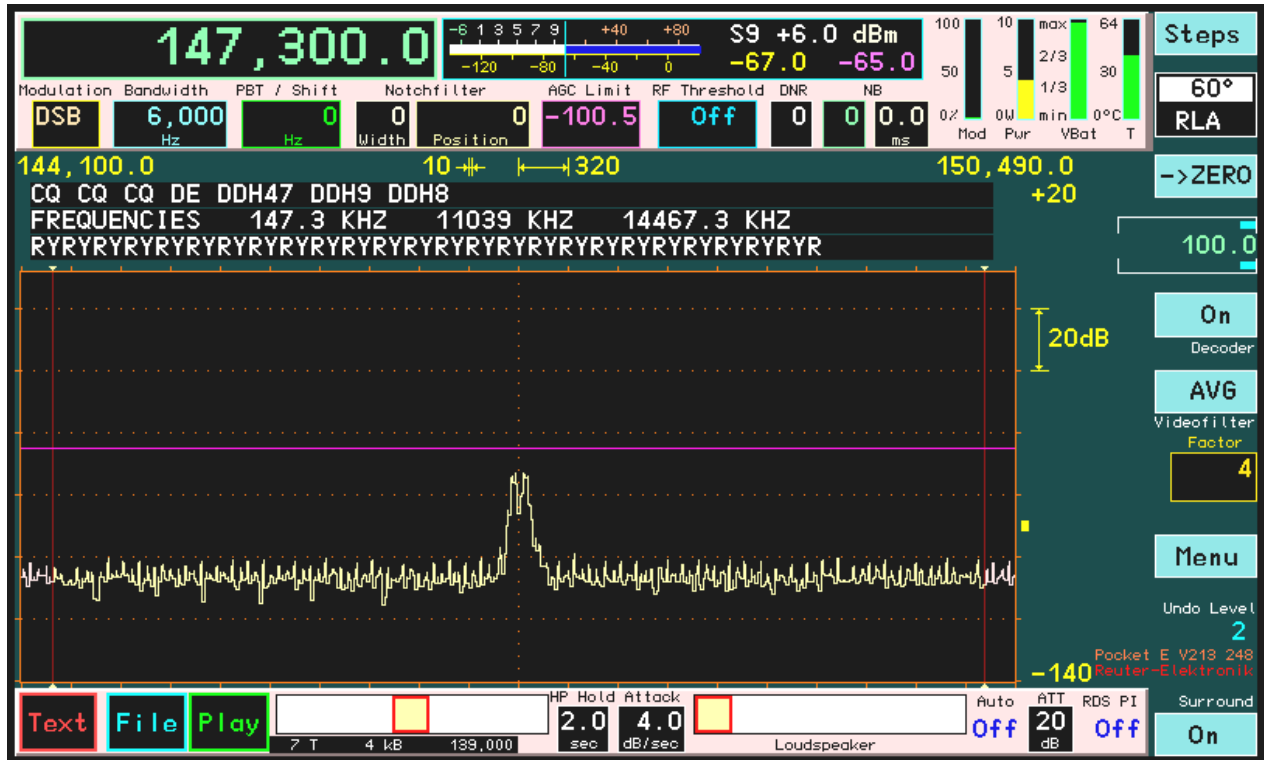 147,300.0
-6 1 3 5 7 9 +40 +80
-120 -80 -40 0
S9 +6.0 dBm
-67.0 -65.0
100 50 0% Mod
10 5 0W Pwr
max 2/3 1/3 min VBat
64 30 0°C T
Steps
Modulation Bandwidth PBT / Shift Notchfilter AGC Limit RF Threshold DNR NB
DSB 6,000 0 0 0 -100.5 Off 0 0 0.0
Hz Hz Width Position ms
60°
RLA
144,100.0 10 320 150,490.0
->ZERO
+20
CQ CQ CQ DE DDH47 DDH9 DDH8
FREQUENCIES 147.3 KHZ 11039 KHZ 14467.3 KHZ
RYRYRYRYRYRYRYRYRYRYRYRYRYRYRYRYRYRYRYRYRYRYRYRYRYR
100.0
On
Decoder
20dB
AVG
Videofilter
Factor
4
Menu
Undo Level
2
Pocket E V213 248
-140 Reuter-Elektronik
Text File Play
7 T 4 kB 139,000
HP Hold Attack
2.0 4.0
sec dB/sec
Loudspeaker
Auto ATT RDS PI
Off 20 Off
dB
Surround
On